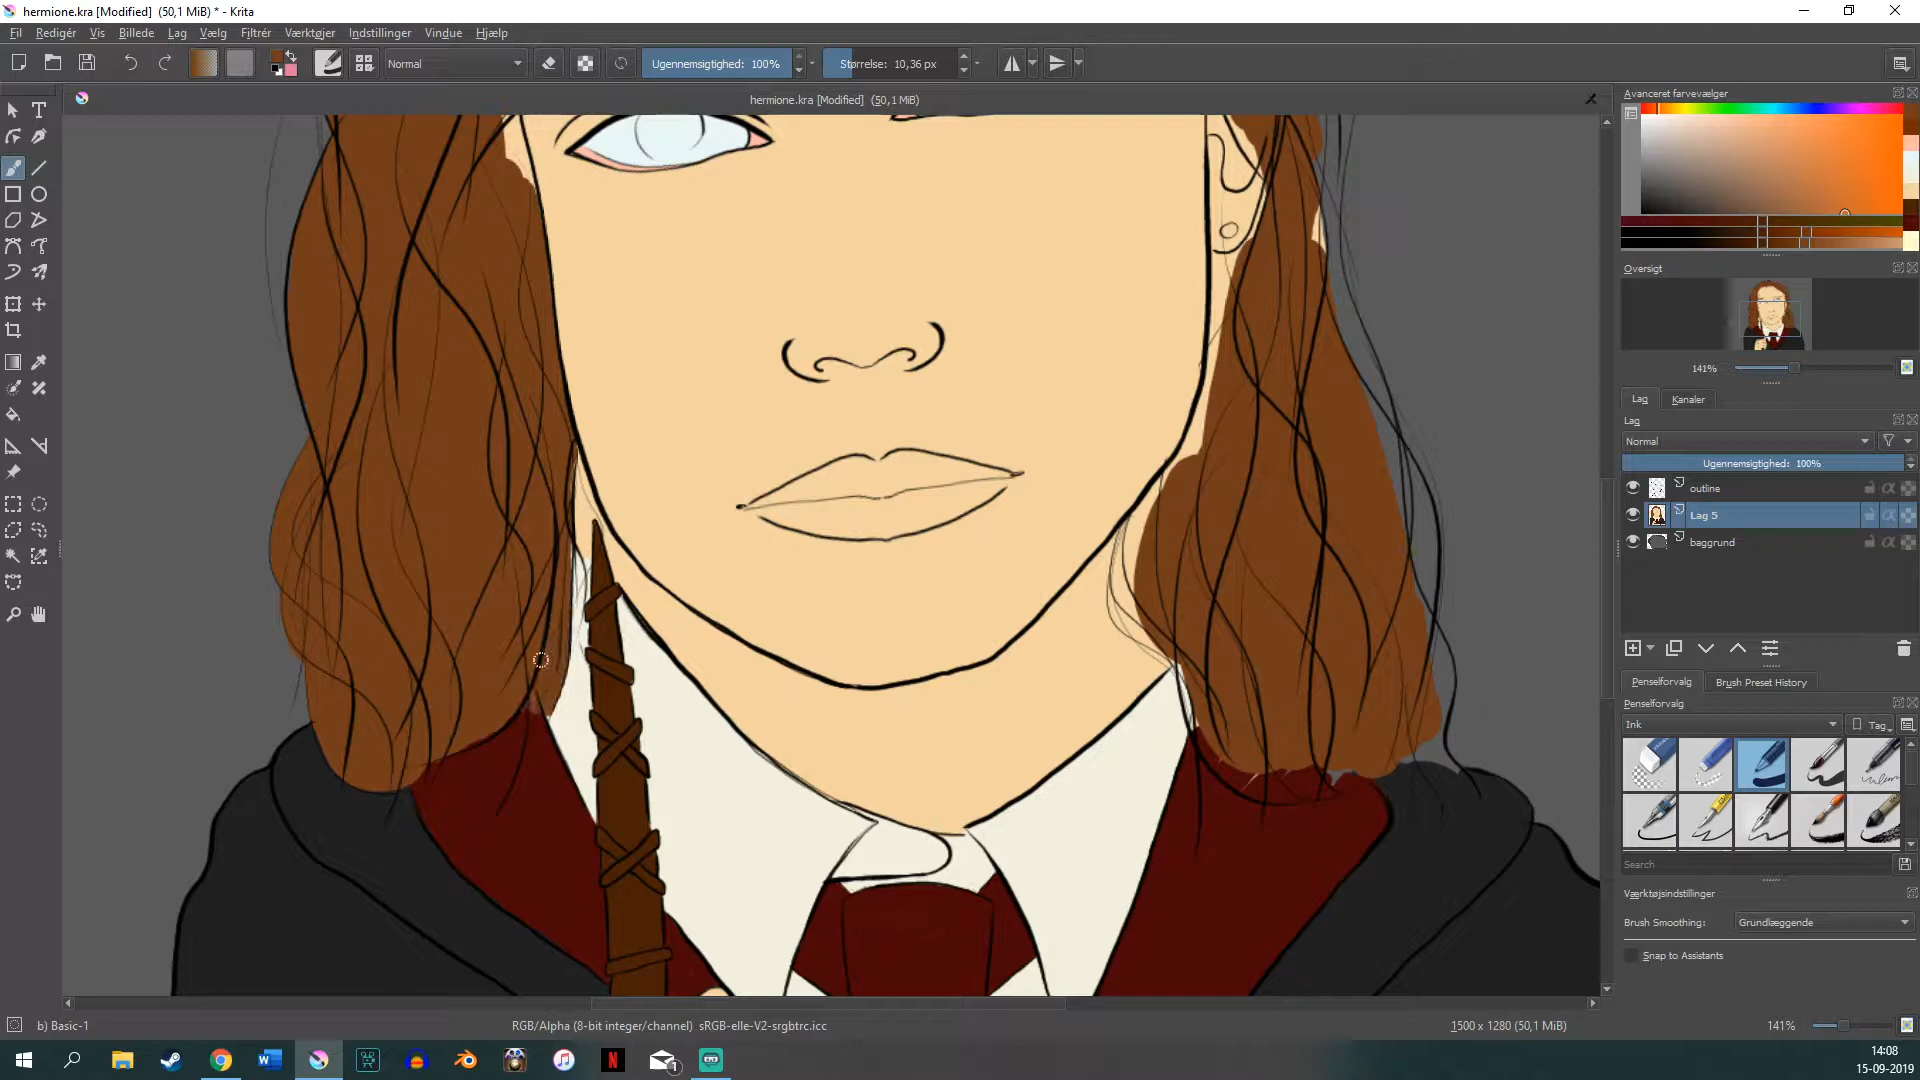 hermione.kra [Modified]  (50,1 MiB) * - Krita
Fil Redigér Vis Billede Lag Vælg Filtrér Værktøjer Indstillinger Vindue Hjælp
Normal Ugennemsigtighed: 100% Størrelse: 10,36 px
hermione.kra [Modified]  (50,1 MiB)
Avanceret farvevælger
Oversigt
141%
Lag Kanaler
Lag
Normal
Ugennemsigtighed: 100%
outline
Lag 5
baggrund
Penselforvalg Brush Preset History
Penselforvalg
Ink Tag
Search
Værktøjsindstillinger
Brush Smoothing: Grundlæggende
Snap to Assistants
b) Basic-1 RGB/Alpha (8-bit integer/channel)  sRGB-elle-V2-srgbtrc.icc 1500 x 1280 (50,1 MiB) 141%
14:08
15-09-2019